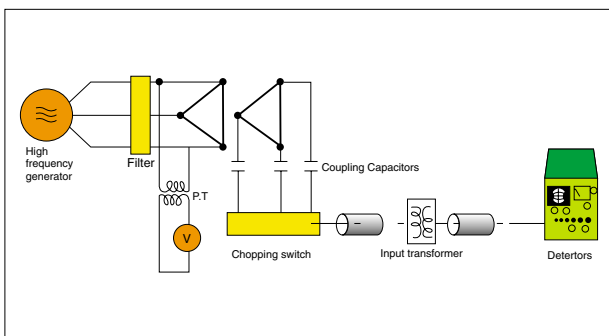 High
frequency
generator
Filter
P.T
V
Coupling Capacitors
Chopping switch
Input transformer
Detertors